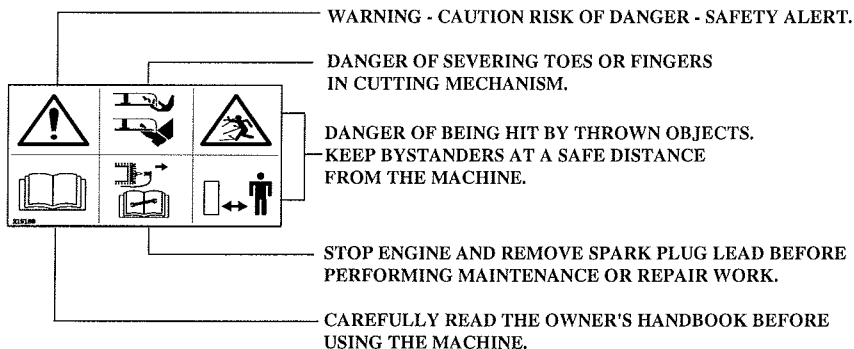 WARNING - CAUTION RISK OF DANGER - SAFETY ALERT.
DANGER OF SEVERING TOES OR FINGERS
IN CUTTING MECHANISM.
DANGER OF BEING HIT BY THROWN OBJECTS.
KEEP BYSTANDERS AT A SAFE DISTANCE
FROM THE MACHINE.
STOP ENGINE AND REMOVE SPARK PLUG LEAD BEFORE
PERFORMING MAINTENANCE OR REPAIR WORK.
CAREFULLY READ THE OWNER'S HANDBOOK BEFORE
USING THE MACHINE.